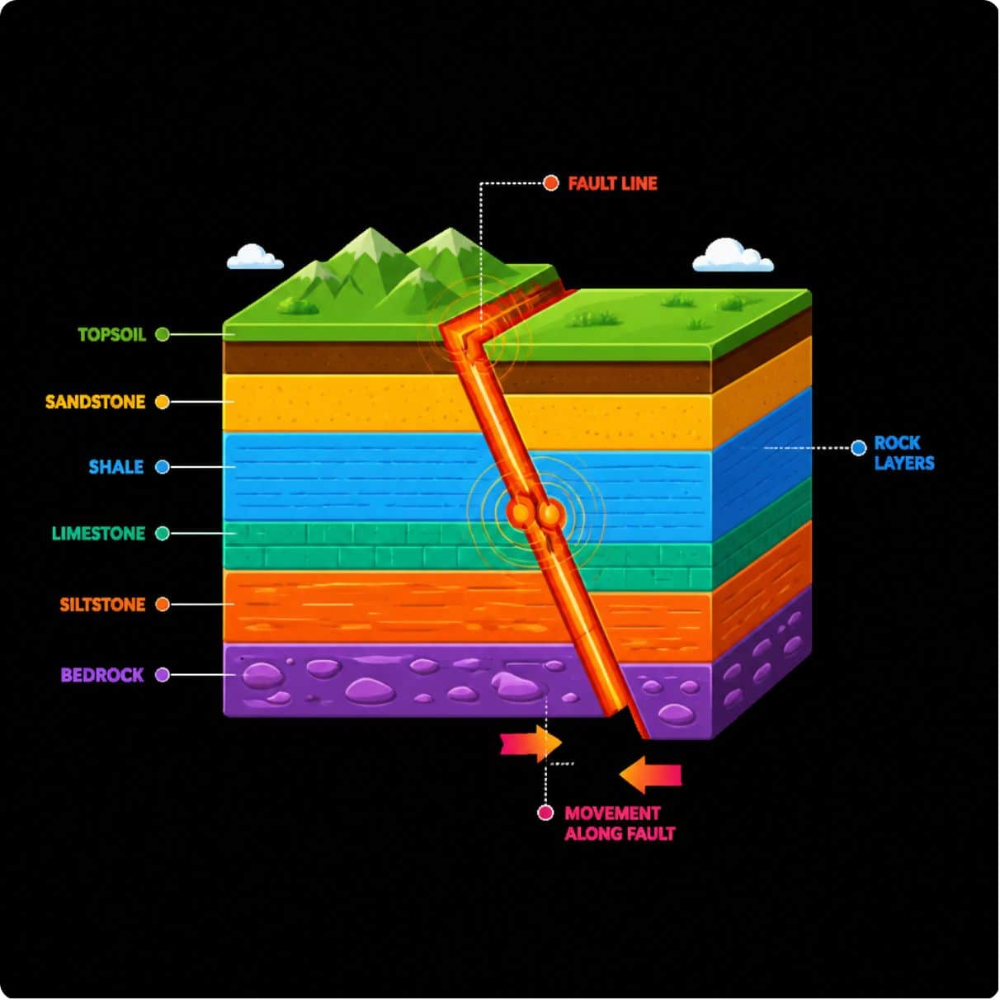 FAULT LINE
TOPSOIL
SANDSTONE
SHALE
ROCK
LAYERS
LIMESTONE
SILTSTONE
BEDROCK
MOVEMENT
ALONG FAULT